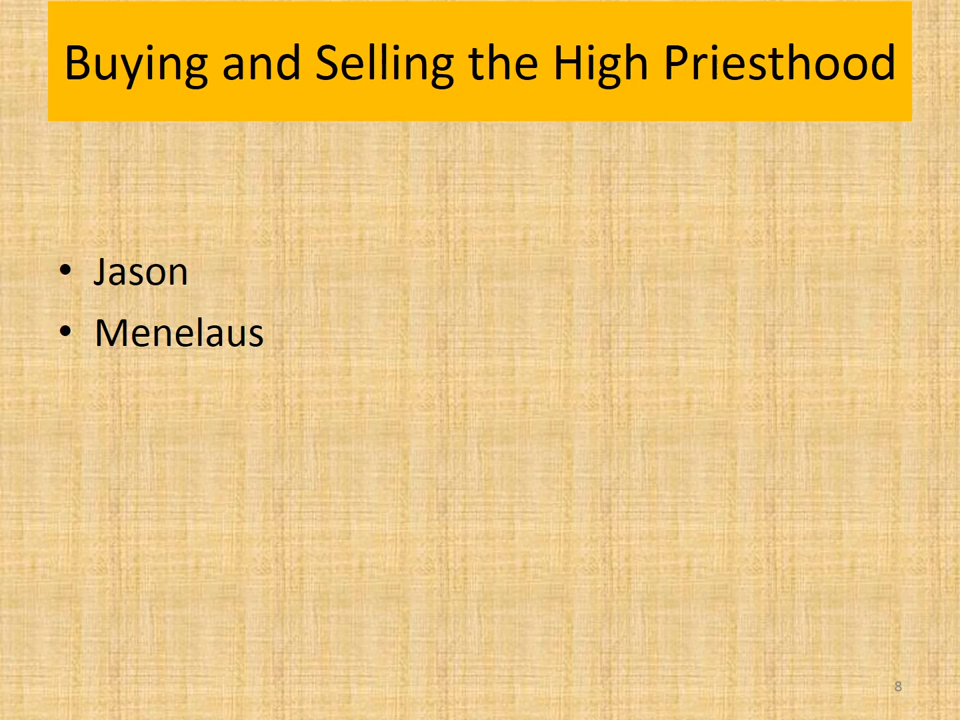 Buying and Selling the High Priesthood
• Jason
• Menelaus
8